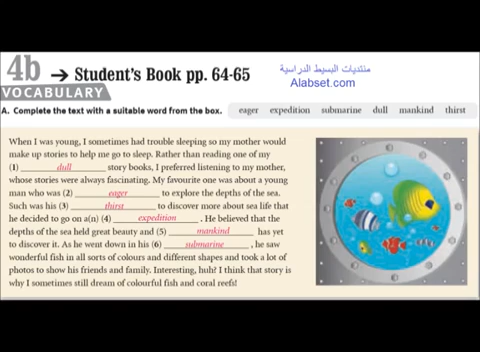 4b → Student's Book pp. 64-65
منتديات البسيط الدراسية
Alabset.com
VOCABULARY
A. Complete the text with a suitable word from the box.
eager expedition submarine dull mankind thirst
When I was young, I sometimes had trouble sleeping so my mother would
make up stories to help me go to sleep. Rather than reading one of my
(1) dull story books, I preferred listening to my mother,
whose stories were always fascinating. My favourite one was about a young
man who was (2) eager to explore the depths of the sea.
Such was his (3) thirst to discover more about sea life that
he decided to go on a(n) (4) expedition . He believed that the
depths of the sea held great beauty and (5) mankind has yet
to discover it. As he went down in his (6) submarine , he saw
wonderful fish in all sorts of colours and different shapes and took a lot of
photos to show his friends and family. Interesting, huh? I think that story is
why I sometimes still dream of colourful fish and coral reefs!